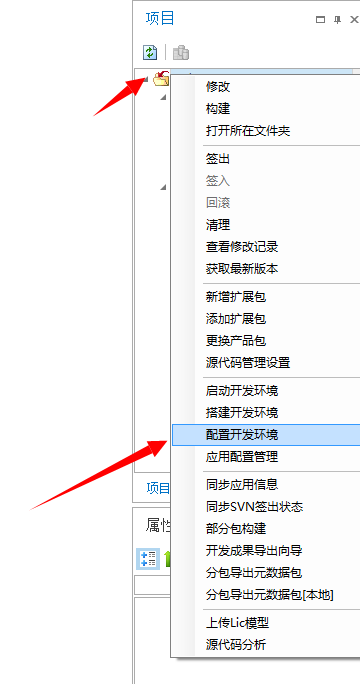 项目
修改
构建
打开所在文件夹
签出
签入
回滚
清理
查看修改记录
获取最新版本
新增扩展包
添加扩展包
更换产品包
源代码管理设置
启动开发环境
搭建开发环境
配置开发环境
应用配置管理
同步应用信息
同步SVN签出状态
部分包构建
开发成果导出向导
分包导出元数据包
分包导出元数据包[本地]
上传Lic模型
源代码分析
项目
属性